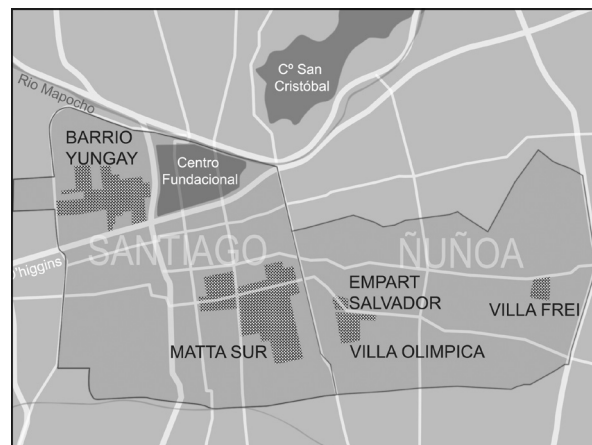 Cº San
Cristóbal
Río Mapocho
BARRIO
YUNGAY
Centro
Fundacional
SANTIAGO
ÑUÑOA
O'higgins
EMPART
SALVADOR
VILLA FREI
MATTA SUR
VILLA OLIMPICA